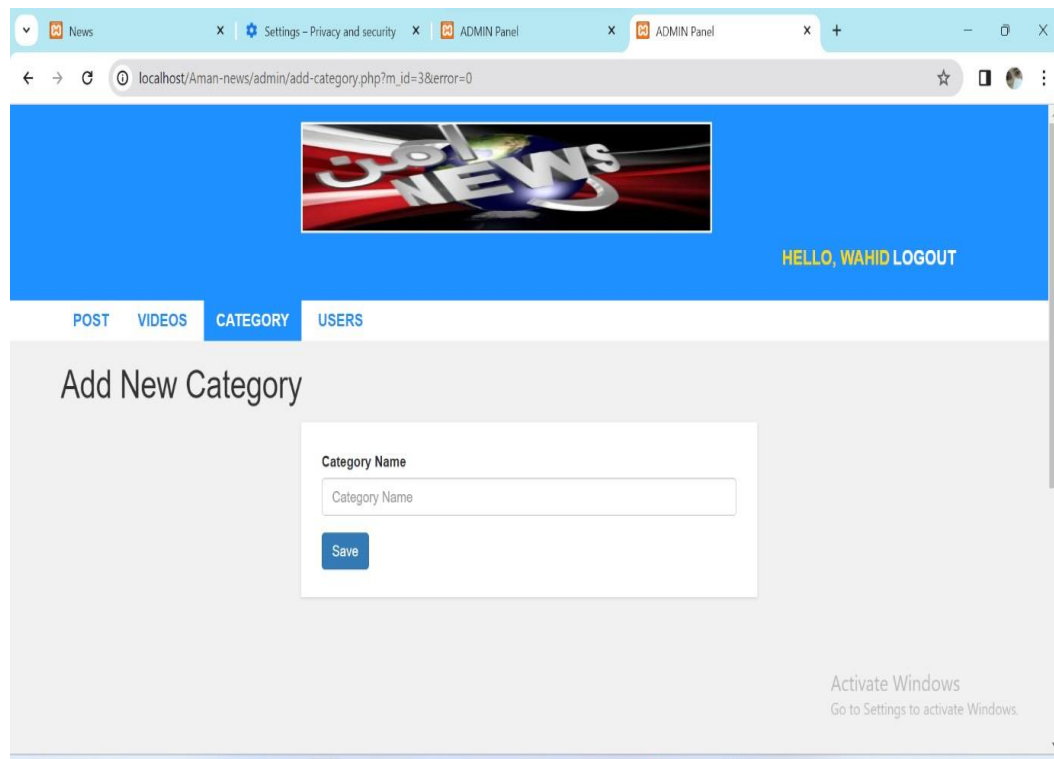 News
Settings – Privacy and security
ADMIN Panel
ADMIN Panel
localhost/Aman-news/admin/add-category.php?m_id=3&error=0
امن
NEWS
HELLO, WAHID LOGOUT
POST VIDEOS CATEGORY USERS
Add New Category
Category Name
Category Name
Save
Activate Windows
Go to Settings to activate Windows.